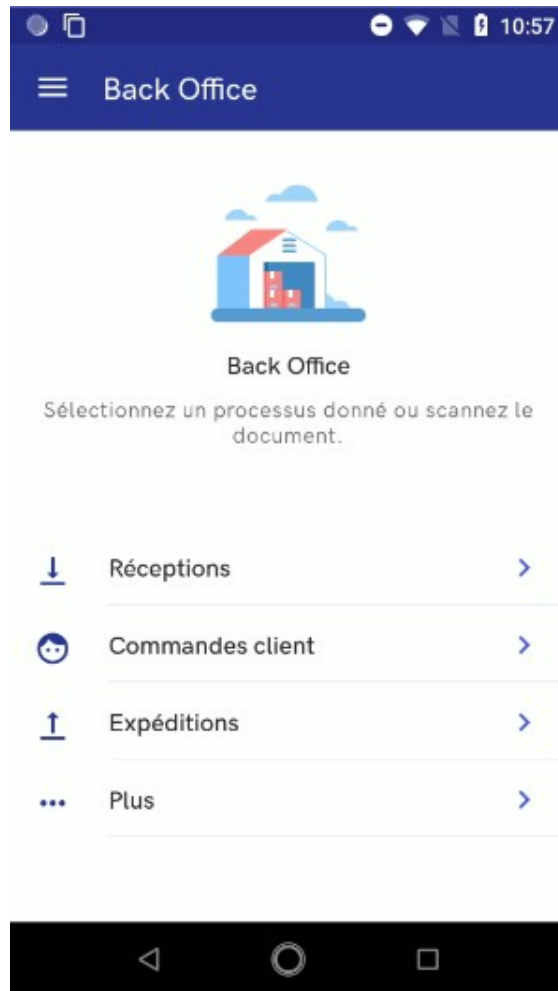 10:57
Back Office
Back Office
Sélectionnez un processus donné ou scannez le
document.
Réceptions
Commandes client
Expéditions
Plus